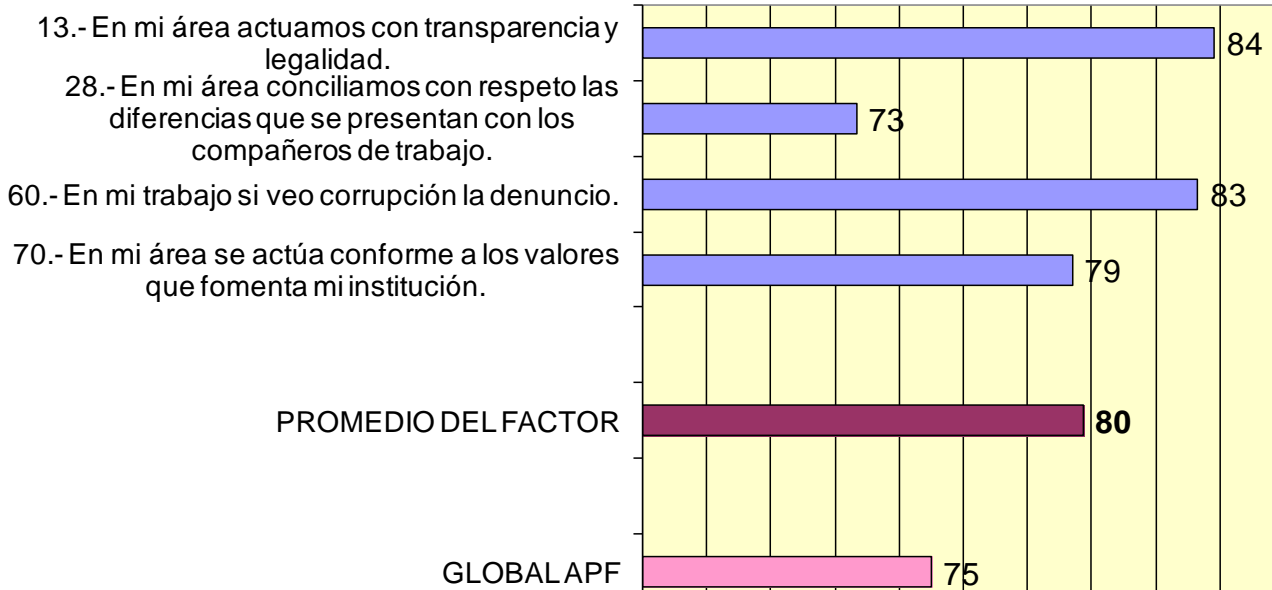 13.- En mi área actuamos con transparencia y
legalidad.
84
28.- En mi área conciliamos con respeto las
diferencias que se presentan con los
compañeros de trabajo.
73
60.- En mi trabajo si veo corrupción la denuncio.
83
70.- En mi área se actúa conforme a los valores
que fomenta mi institución.
79
PROMEDIO DEL FACTOR
80
GLOBAL APF
75